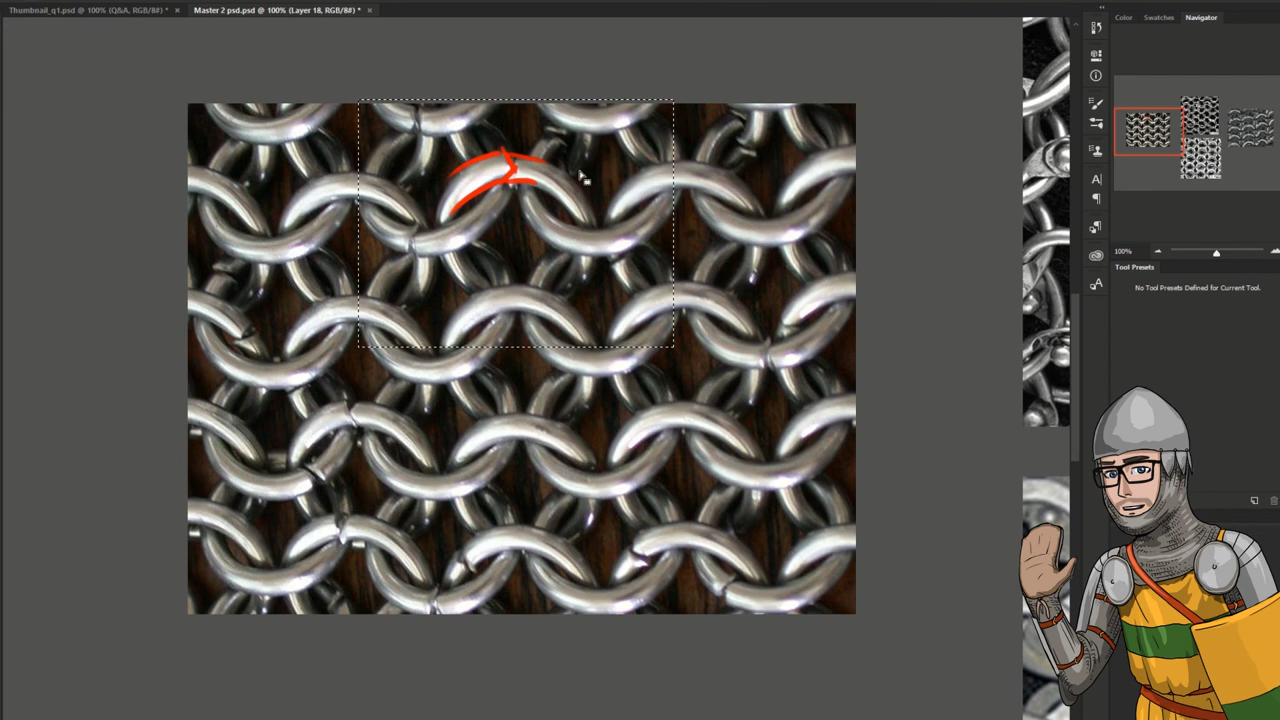 Thumbnail_q1.psd @ 100% (Q&A, RGB/8#) *
Master 2 psd.psd @ 100% (Layer 18, RGB/8#) *
Color
Swatches
Navigator
100%
Tool Presets
No Tool Presets Defined for Current Tool.